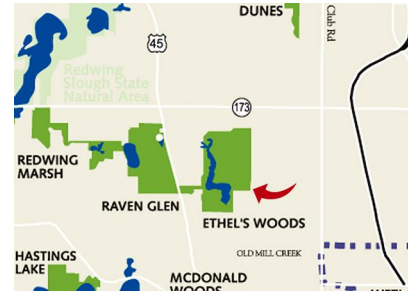 DUNES
Club Rd
45
Redwing
Slough State
Natural Area
173
REDWING
MARSH
RAVEN GLEN
ETHEL'S WOODS
OLD MILL CREEK
HASTINGS
LAKE
MCDONALD
WOODS